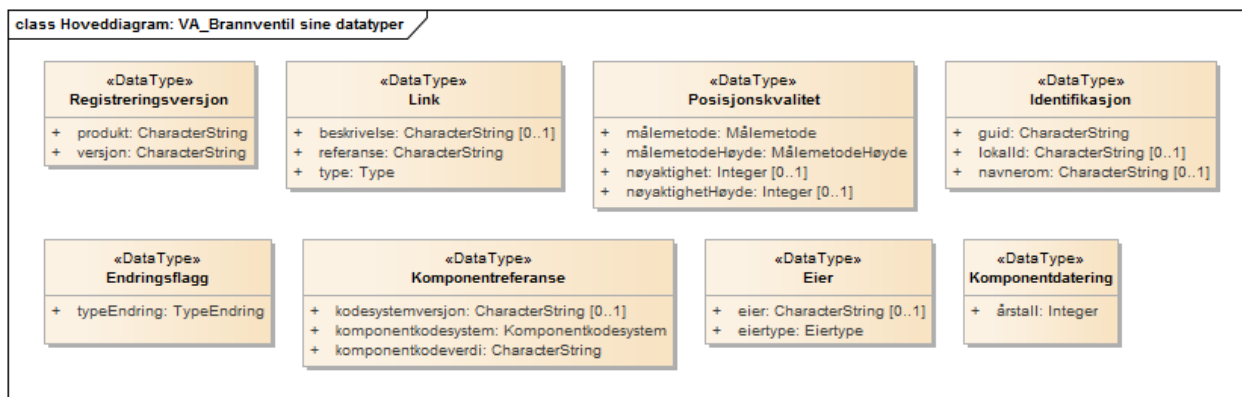 class Hoveddiagram: VA_Brannventil sine datatyper
«DataType»
Registreringsversjon
+ produkt: CharacterString
+ versjon: CharacterString
«DataType»
Link
+ beskrivelse: CharacterString [0..1]
+ referanse: CharacterString
+ type: Type
«DataType»
Posisjonskvalitet
+ målemetode: Målemetode
+ målemetodeHøyde: MålemetodeHøyde
+ nøyaktighet: Integer [0..1]
+ nøyaktighetHøyde: Integer [0..1]
«DataType»
Identifikasjon
+ guid: CharacterString
+ lokalId: CharacterString [0..1]
+ navnerom: CharacterString [0..1]
«DataType»
Endringsflagg
+ typeEndring: TypeEndring
«DataType»
Komponentreferanse
+ kodesystemversjon: CharacterString [0..1]
+ komponentkodesystem: Komponentkodesystem
+ komponentkodeverdi: CharacterString
«DataType»
Eier
+ eier: CharacterString [0..1]
+ eiertype: Eiertype
«DataType»
Komponentdatering
+ årstall: Integer